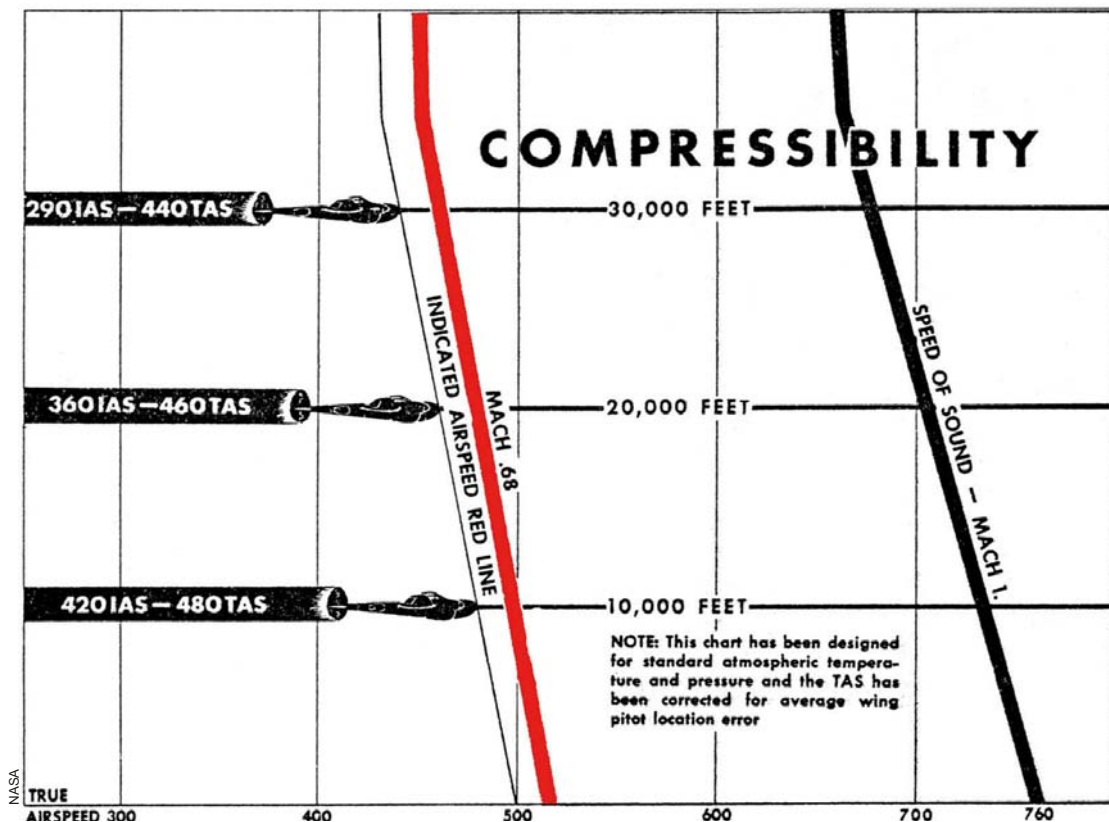 COMPRESSIBILITY
290IAS—440TAS
30,000 FEET
INDICATED AIRSPEED RED LINE
MACH .68
SPEED OF SOUND — MACH 1.
360IAS—460TAS
20,000 FEET
420IAS—480TAS
10,000 FEET
NOTE: This chart has been designed
for standard atmospheric tempera-
ture and pressure and the TAS has
been corrected for average wing
pitot location error
NASA
TRUE
AIRSPEED 300 400 500 600 700 760